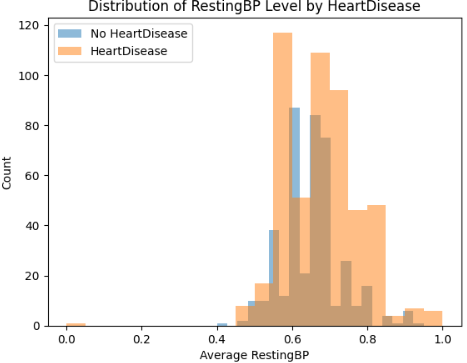 Distribution of RestingBP Level by HeartDisease
No HeartDisease
HeartDisease
120
100
80
60
40
20
0
Count
0.0 0.2 0.4 0.6 0.8 1.0
Average RestingBP